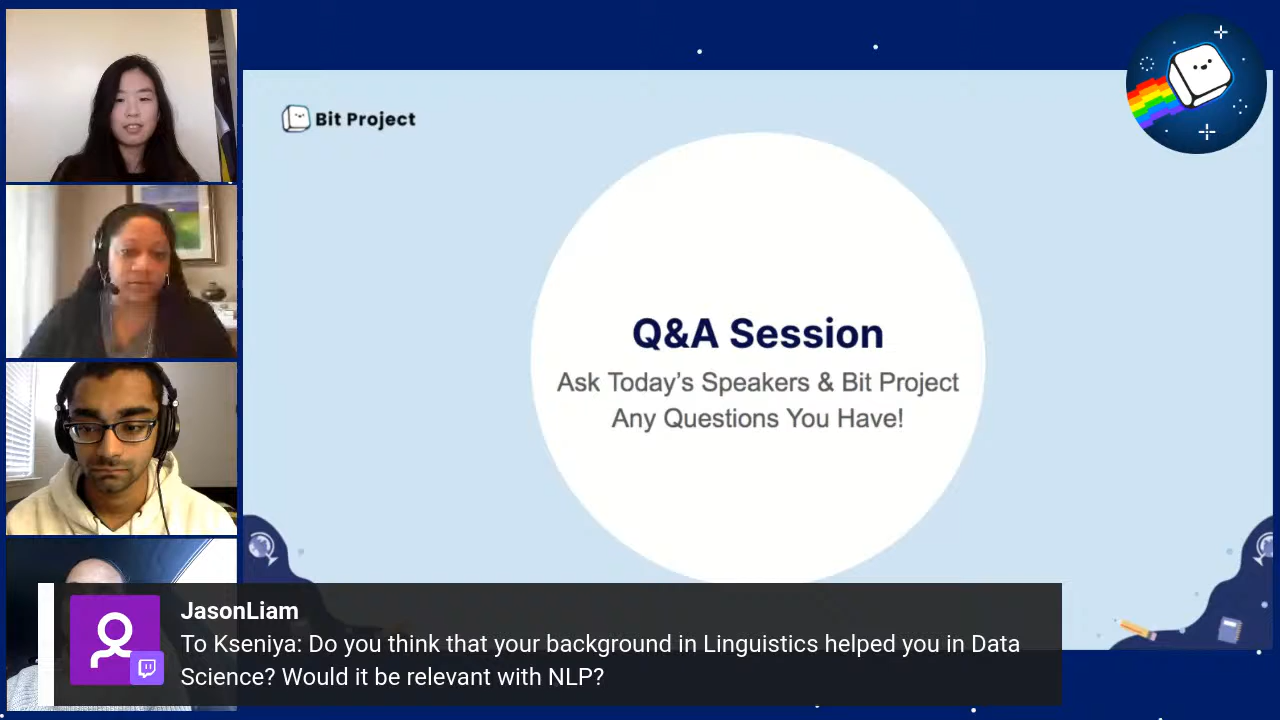 Bit Project
Q&A Session
Ask Today's Speakers & Bit Project
Any Questions You Have!
JasonLiam
To Kseniya: Do you think that your background in Linguistics helped you in Data
Science? Would it be relevant with NLP?